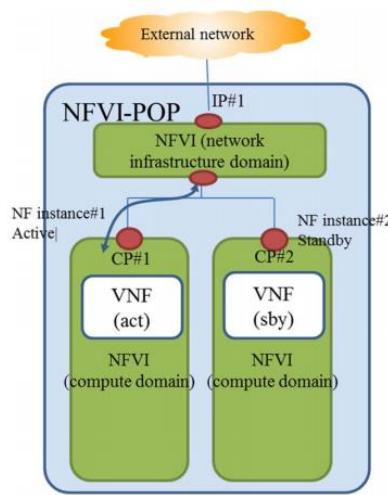 External network
IP#1
NFVI-POP
NFVI (network
infrastructure domain)
NF instance#1
Active
NF instance#2
Standby
CP#1
CP#2
VNF
(act)
VNF
(sby)
NFVI
(compute domain)
NFVI
(compute domain)